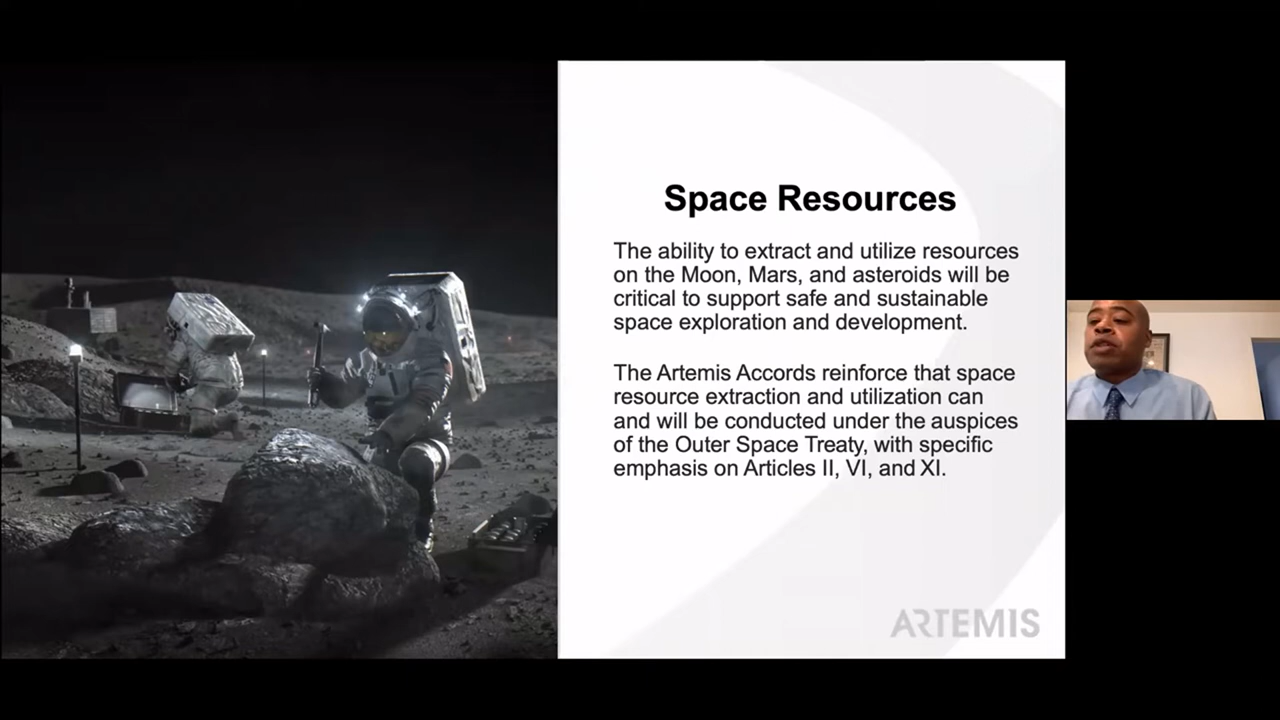 Space Resources
The ability to extract and utilize resources
on the Moon, Mars, and asteroids will be
critical to support safe and sustainable
space exploration and development.
The Artemis Accords reinforce that space
resource extraction and utilization can
and will be conducted under the auspices
of the Outer Space Treaty, with specific
emphasis on Articles II, VI, and XI.
ARTEMIS